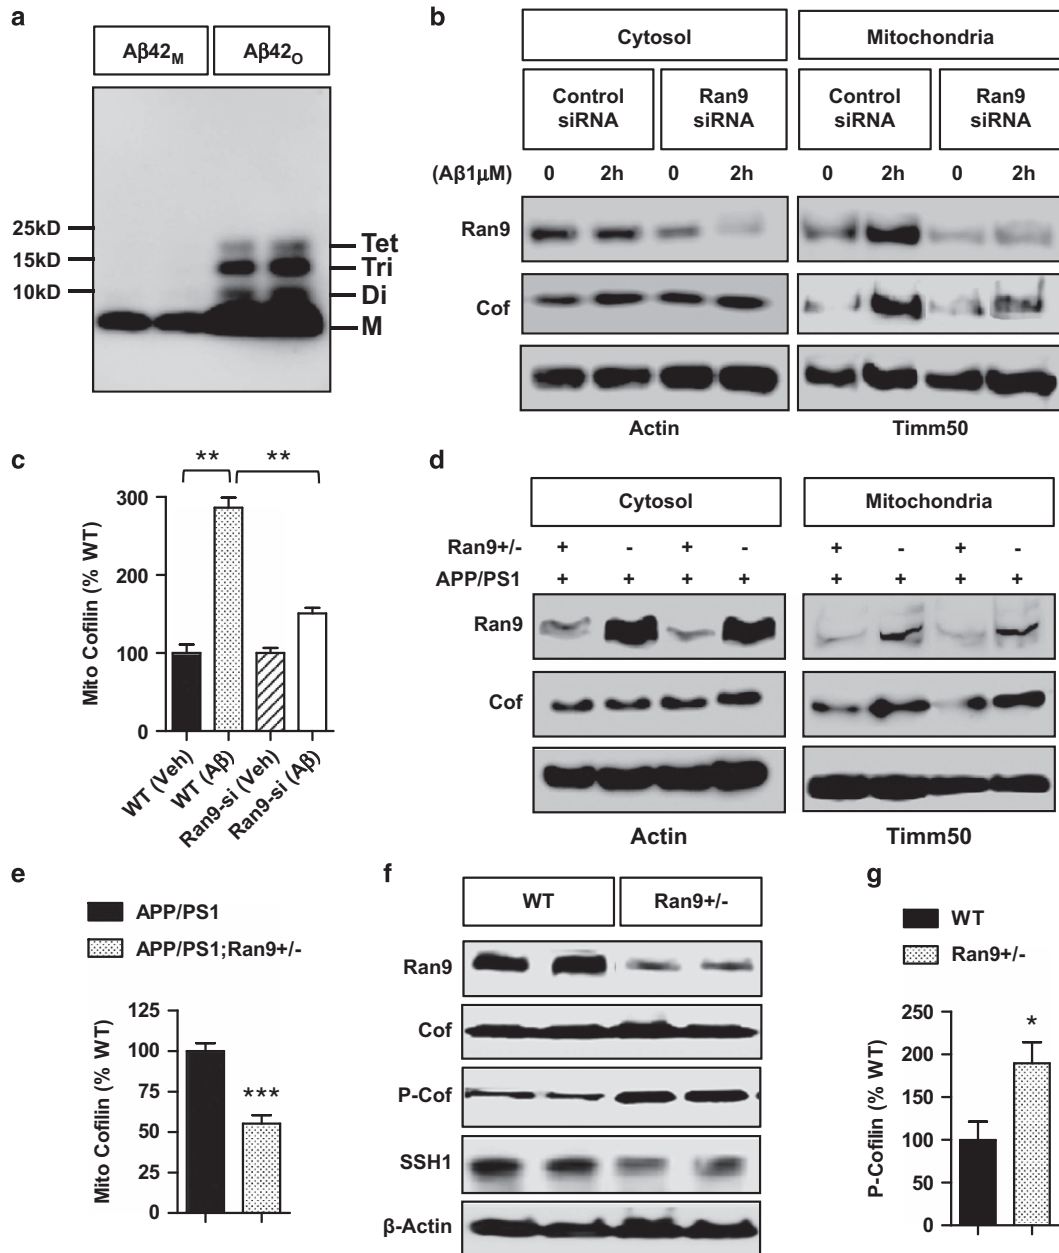 a
Aβ42M Aβ42O
25kD
15kD
10kD
Tet
Tri
Di
M
b
Cytosol Mitochondria
Control siRNA Ran9 siRNA Control siRNA Ran9 siRNA
(Aβ1μM) 0 2h 0 2h 0 2h 0 2h
Ran9
Cof
Actin Timm50
c
** **
Mito Cofilin (% WT)
300
200
100
0
WT (Veh)
WT (Aβ)
Ran9-si (Veh)
Ran9-si (Aβ)
d
Cytosol Mitochondria
Ran9+/- + - + - + - + -
APP/PS1 + + + + + + + +
Ran9
Cof
Actin Timm50
e
APP/PS1
APP/PS1;Ran9+/-
Mito Cofilin (% WT)
125
100
75
50
25
0
***
f
WT Ran9+/-
Ran9
Cof
P-Cof
SSH1
β-Actin
g
WT
Ran9+/-
P-Cofilin (% WT)
250
200
150
100
50
0
*